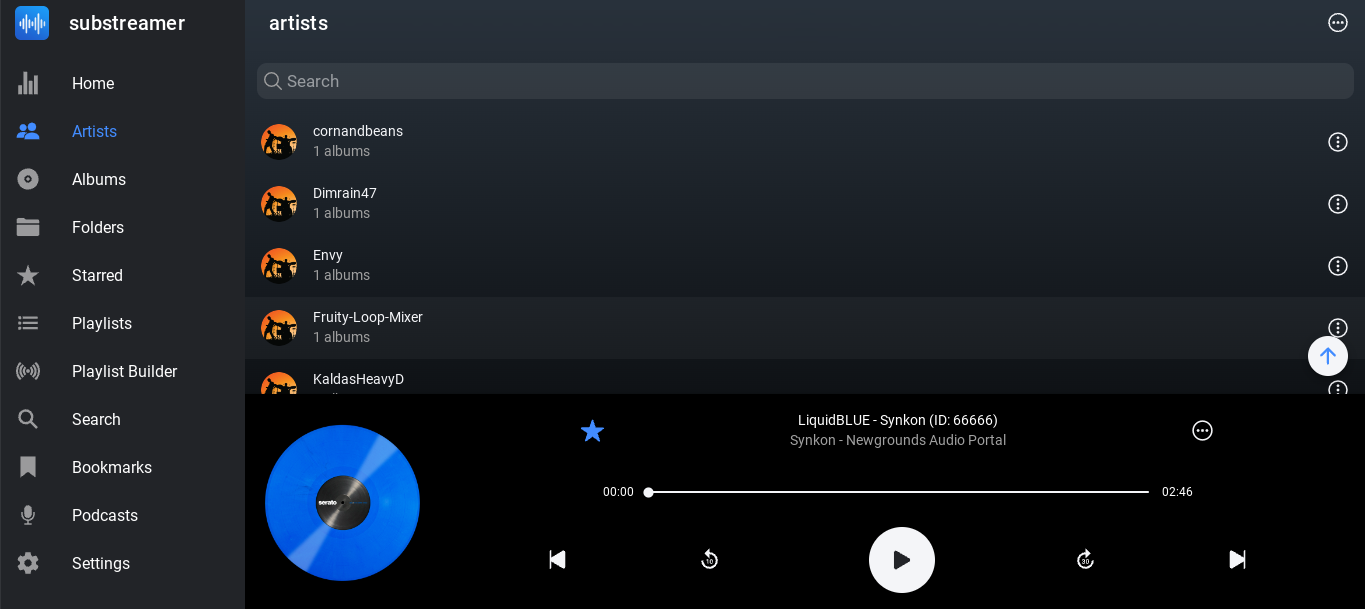 substreamer
Home
Artists
Albums
Folders
Starred
Playlists
Playlist Builder
Search
Bookmarks
Podcasts
Settings
artists
Search
cornandbeans
1 albums
Dimrain47
1 albums
Envy
1 albums
Fruity-Loop-Mixer
1 albums
KaldasHeavyD
serato
LiquidBLUE - Synkon (ID: 66666)
Synkon - Newgrounds Audio Portal
00:00
02:46
10
30